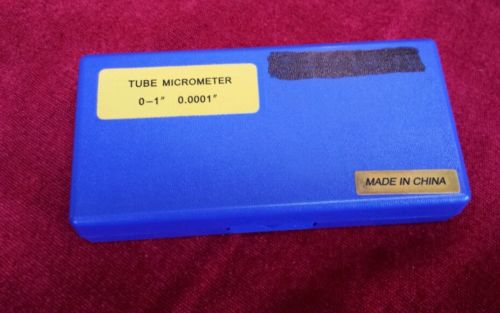 TUBE MICROMETER
0-1" 0.0001"
MADE IN CHINA